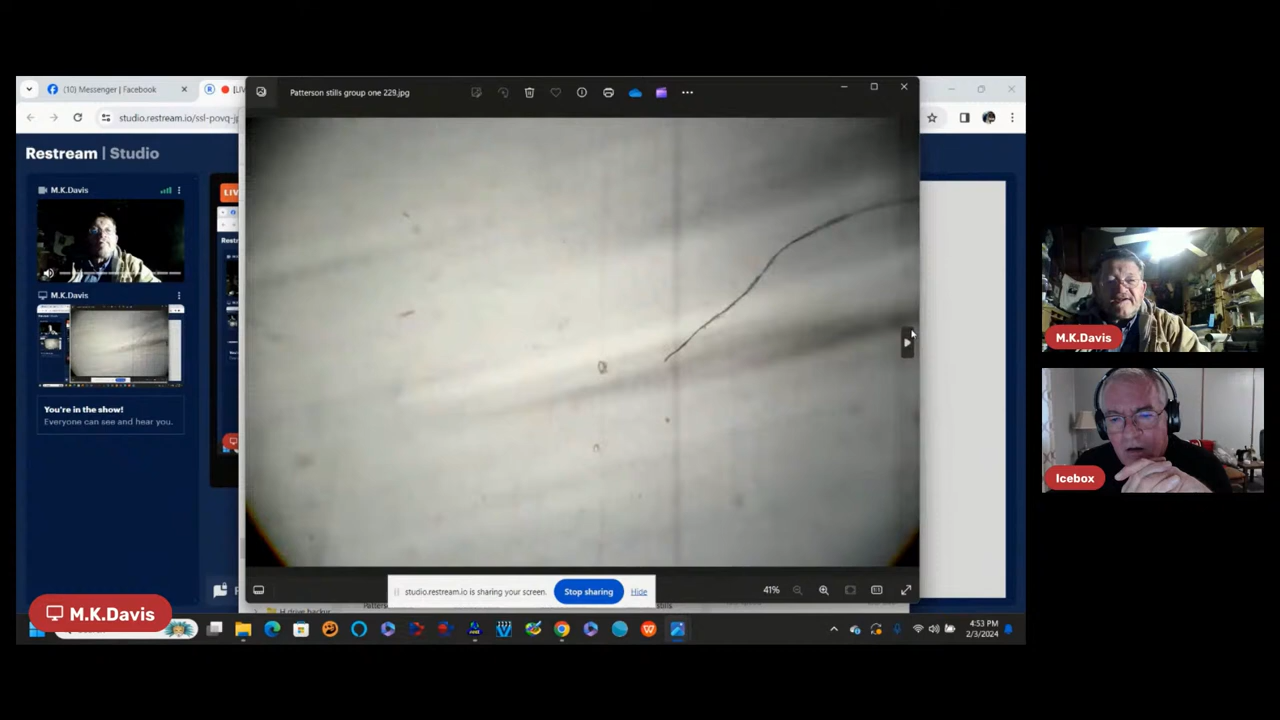 (10) Messenger | Facebook
Patterson stills group one 229.jpg
studio.restream.io/ssl-povq-j
Restream | Studio
M.K.Davis
LIV
M.K.Davis
You're in the show!
Everyone can see and hear you.
M.K.Davis
Icebox
41%
studio.restream.io is sharing your screen.
Stop sharing
Hide
M.K.Davis
4:53 PM
2/3/2024